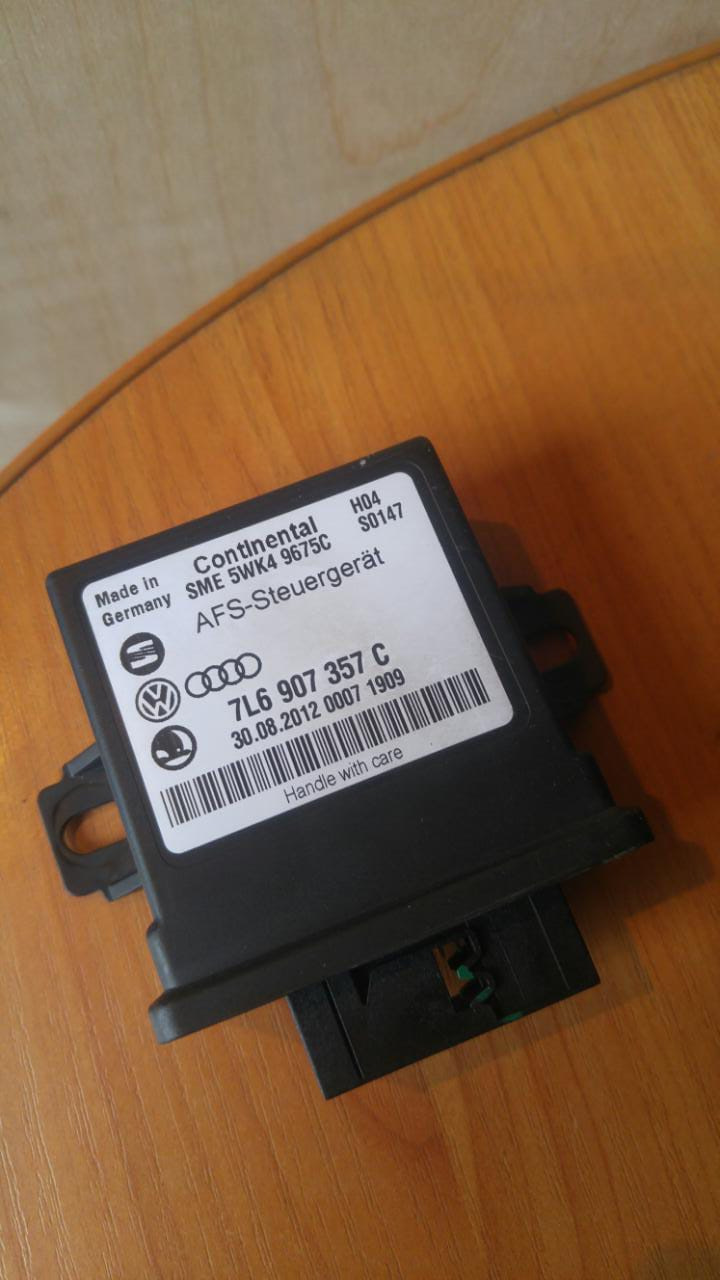 Made in
Germany
Continental
SME 5WK4 9675C
H04
S0147
AFS-Steuergerät
7L6 907 357 C
30.08.2012 0007 1909
Handle with care